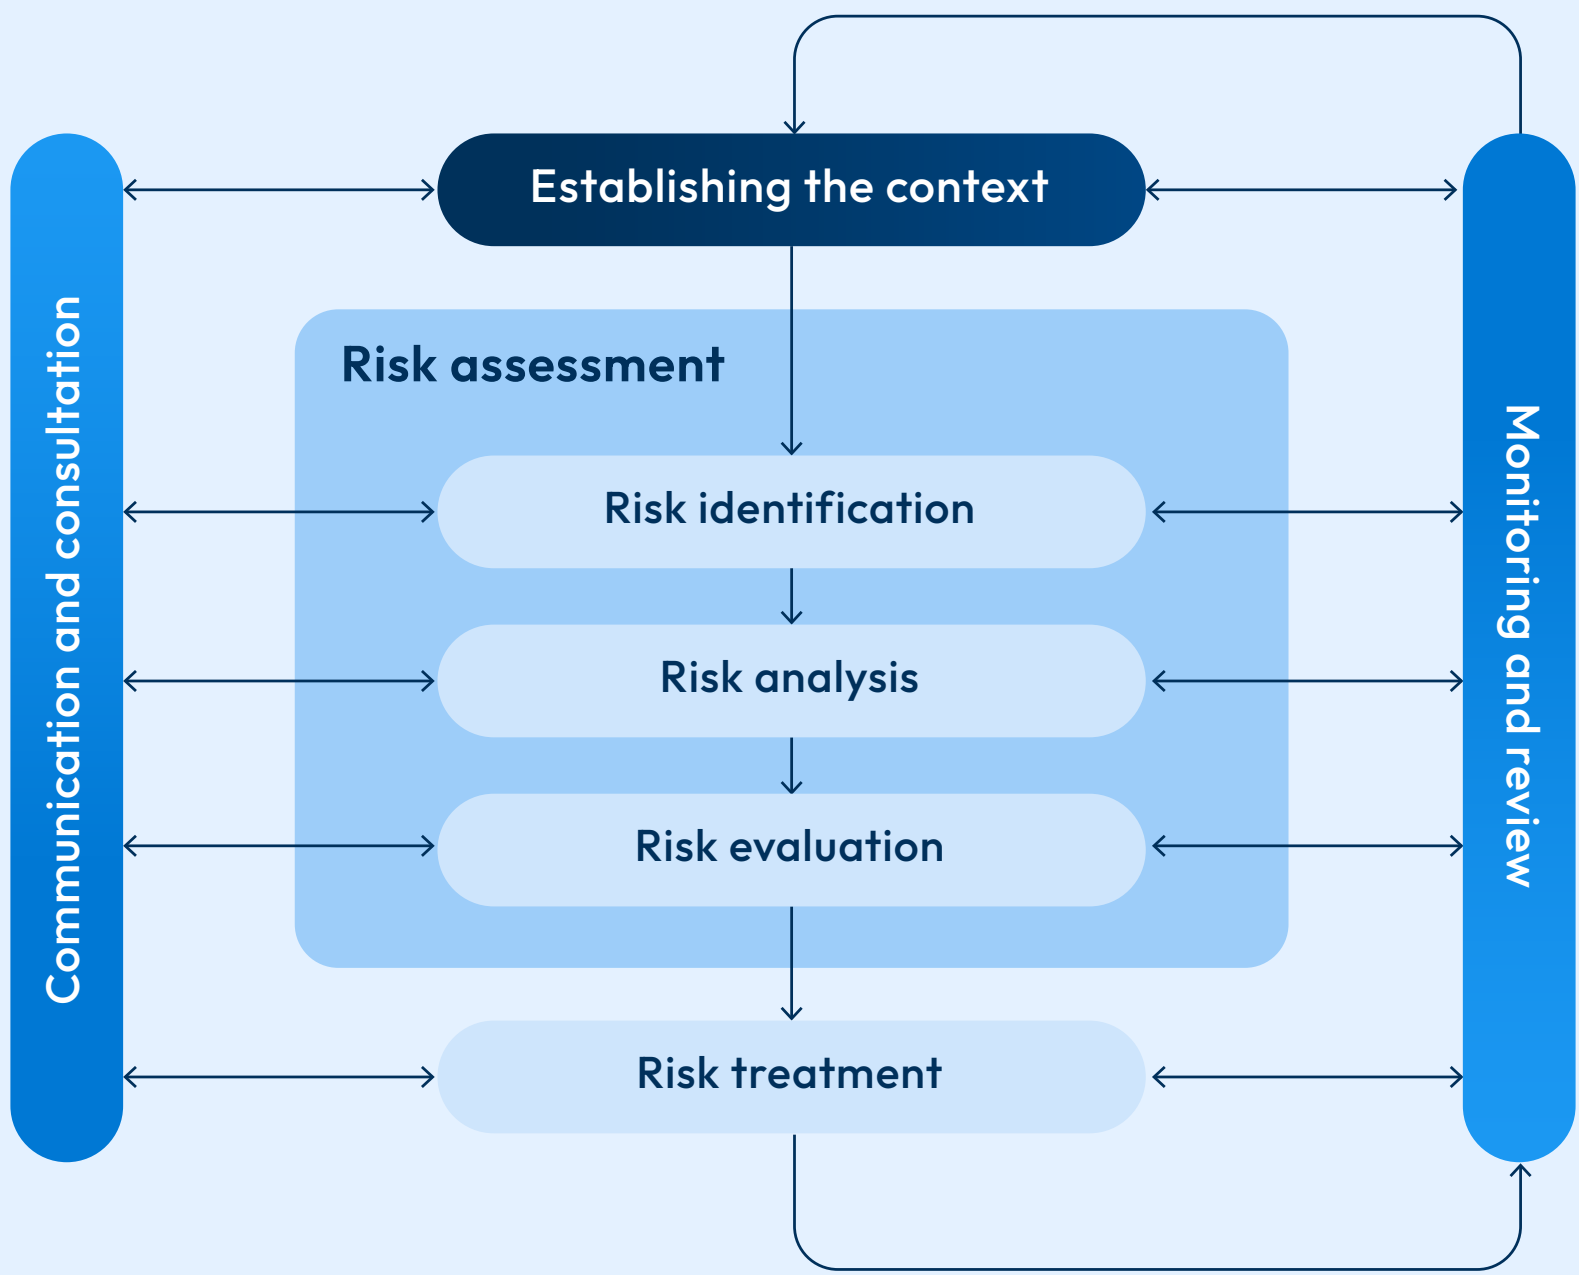 Establishing the context
Communication and consultation
Risk assessment
Risk identification
Risk analysis
Risk evaluation
Risk treatment
Monitoring and review